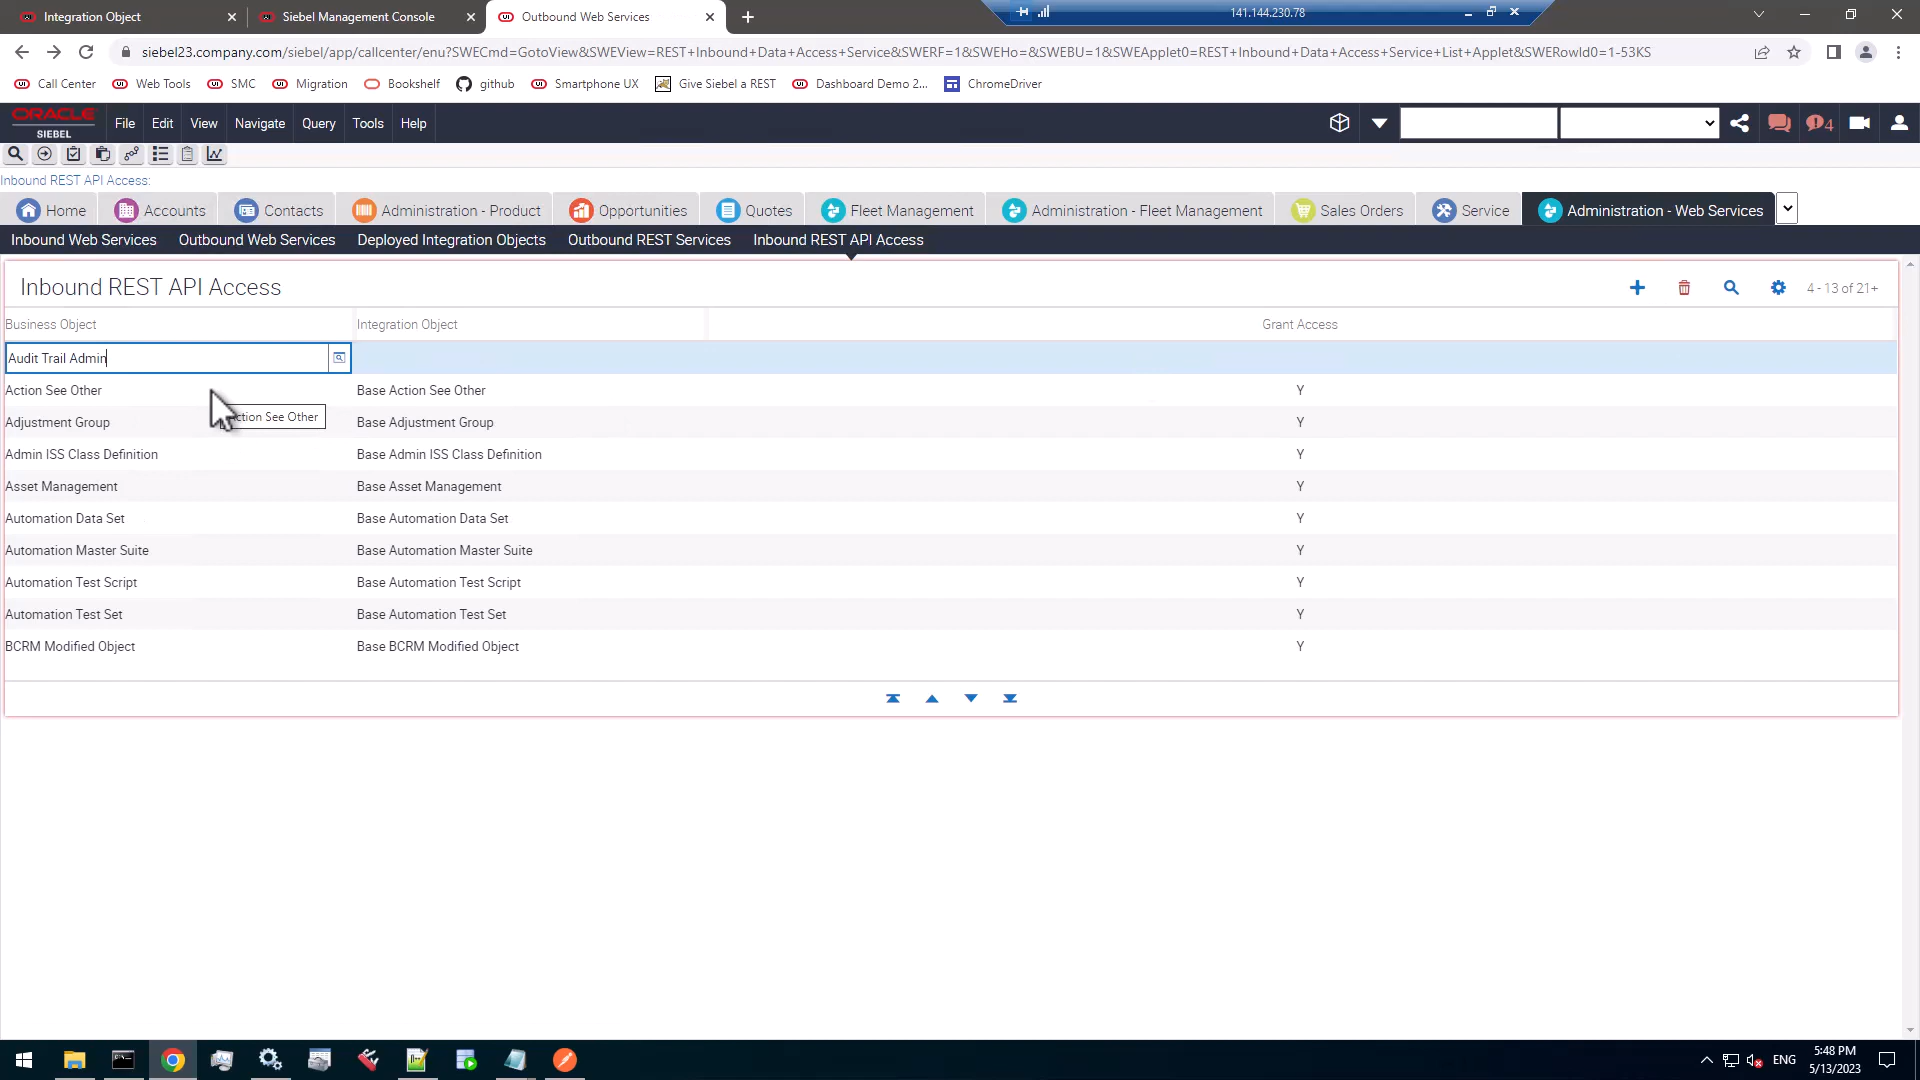 Integration Object
Siebel Management Console
Outbound Web Services
141.144.230.78
siebel23.company.com/siebel/app/callcenter/enu?SWECmd=GotoView&SWEView=REST+Inbound+Data+Access+Service&SWERF=1&SWEHo=&SWEBU=1&SWEApplet0=REST+Inbound+Data+Access+Service+List+Applet&SWERowId0=1-53KS
Call Center Web Tools SMC Migration Bookshelf github Smartphone UX Give Siebel a REST Dashboard Demo 2... ChromeDriver
ORACLE
SIEBEL
File Edit View Navigate Query Tools Help
4
Inbound REST API Access:
Home Accounts Contacts Administration - Product Opportunities Quotes Fleet Management Administration - Fleet Management Sales Orders Service Administration - Web Services
Inbound Web Services Outbound Web Services Deployed Integration Objects Outbound REST Services Inbound REST API Access
Inbound REST API Access
4 - 13 of 21+
Business Object Integration Object Grant Access
Audit Trail Admin
Action See Other Base Action See Other Y
Adjustment Group Base Adjustment Group Y
Admin ISS Class Definition Base Admin ISS Class Definition Y
Asset Management Base Asset Management Y
Automation Data Set Base Automation Data Set Y
Automation Master Suite Base Automation Master Suite Y
Automation Test Script Base Automation Test Script Y
Automation Test Set Base Automation Test Set Y
BCRM Modified Object Base BCRM Modified Object Y
See Other
ENG
5:48 PM
5/13/2023